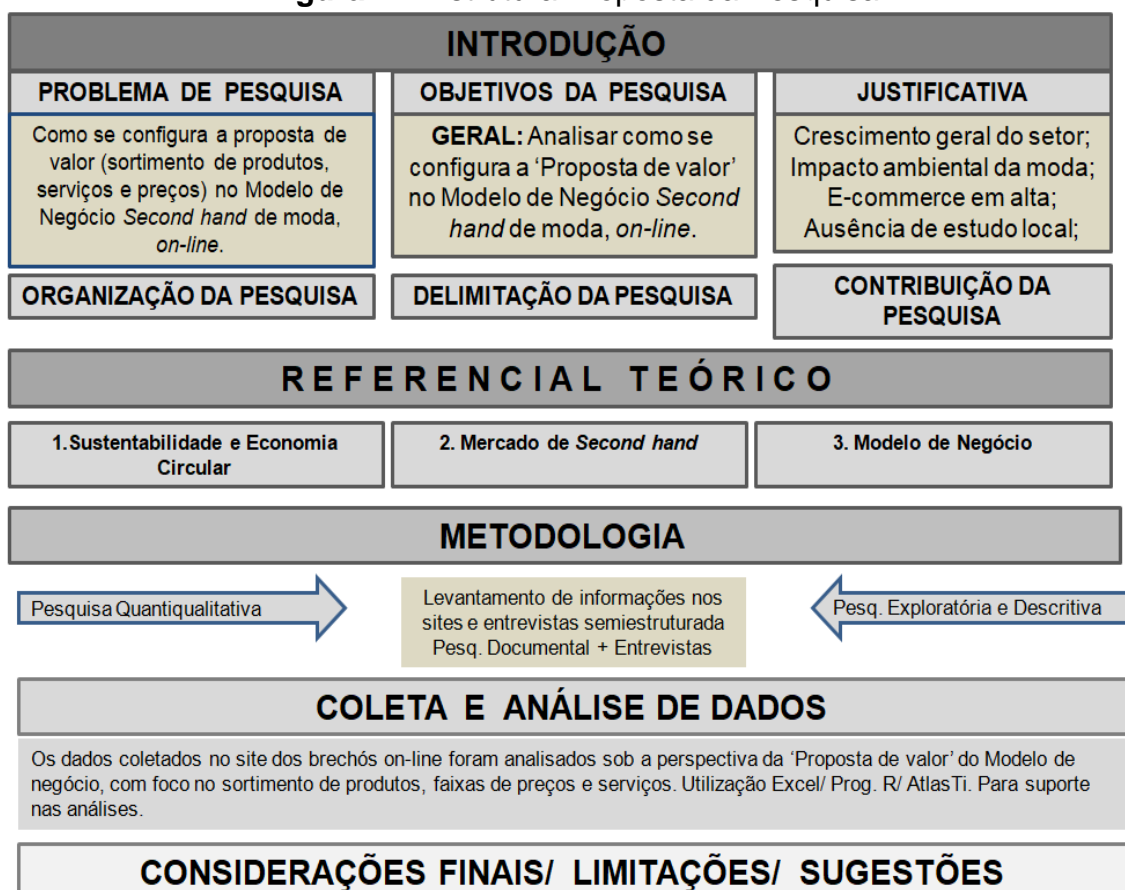 INTRODUÇÃO
PROBLEMA DE PESQUISA
Como se configura a proposta de
valor (sortimento de produtos,
serviços e preços) no Modelo de
Negócio Second hand de moda,
on-line.
OBJETIVOS DA PESQUISA
GERAL: Analisar como se
configura a ‘Proposta de valor’
no Modelo de Negócio Second
hand de moda, on-line.
JUSTIFICATIVA
Crescimento geral do setor;
Impacto ambiental da moda;
E-commerce em alta;
Ausência de estudo local;
ORGANIZAÇÃO DA PESQUISA
DELIMITAÇÃO DA PESQUISA
CONTRIBUIÇÃO DA
PESQUISA
REFERENCIAL TEÓRICO
1.Sustentabilidade e Economia
Circular
2. Mercado de Second hand
3. Modelo de Negócio
METODOLOGIA
Pesquisa Quantiqualitativa
Levantamento de informações nos
sites e entrevistas semiestruturada
Pesq. Documental + Entrevistas
Pesq. Exploratória e Descritiva
COLETA E ANÁLISE DE DADOS
Os dados coletados no site dos brechós on-line foram analisados sob a perspectiva da ‘Proposta de valor’ do Modelo de
negócio, com foco no sortimento de produtos, faixas de preços e serviços. Utilização Excel/ Prog. R/ AtlasTi. Para suporte
nas análises.
CONSIDERAÇÕES FINAIS/ LIMITAÇÕES/ SUGESTÕES